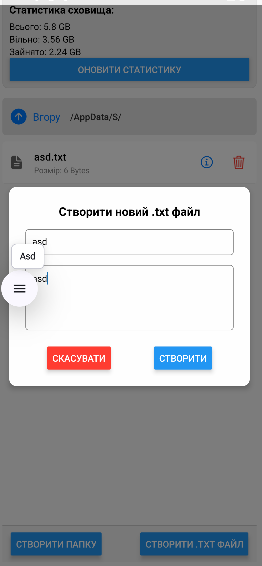 Статистика сховища:
Всього: 5.8 GB
Вільно: 3.56 GB
Зайнято: 2.24 GB
ОНОВИТИ СТАТИСТИКУ
Вгору /AppData/S/
asd.txt
Розмір: 6 Bytes
Створити новий .txt файл
asd
Asd
asd
СКАСУВАТИ СТВОРИТИ
СТВОРИТИ ПАПКУ СТВОРИТИ .TXT ФАЙЛ